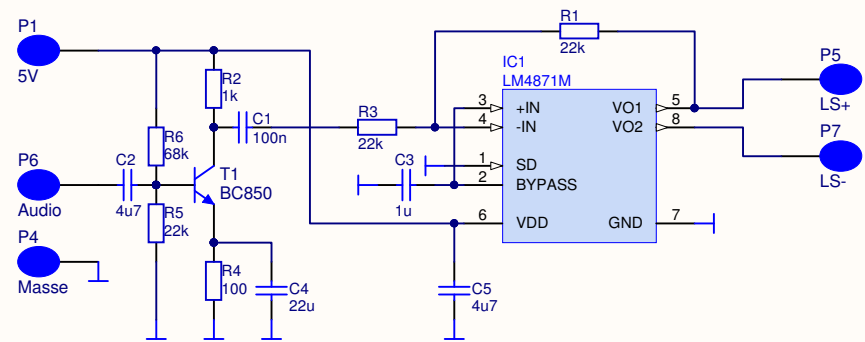 P1
5V
R2
1k
C1
100n
R6
68k
C2
4u7
P6
Audio
R5
22k
T1
BC850
P4
Masse
R4
100
C4
22u
R3
22k
C3
1u
R1
22k
IC1
LM4871M
3 +IN
4 -IN
1 SD
2 BYPASS
6 VDD
VO1 5
VO2 8
GND 7
C5
4u7
P5
LS+
P7
LS-